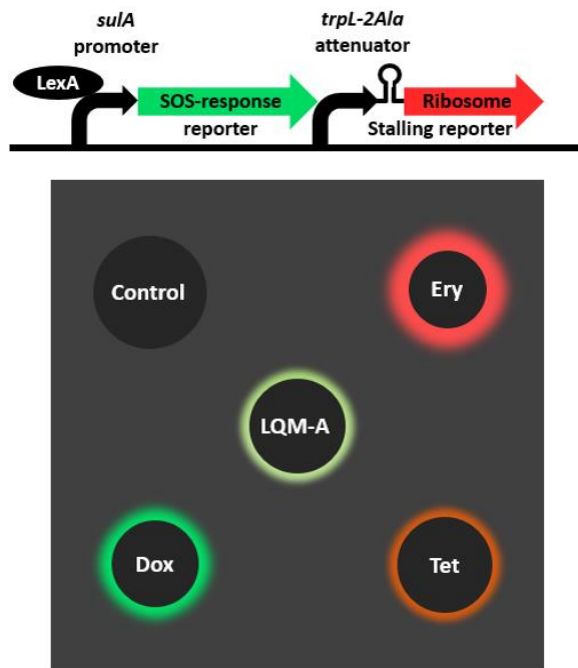 sulA
promoter
trpL-2Ala
attenuator
LexA
SOS-response
reporter
Ribosome
Stalling reporter
Control
Ery
LQM-A
Dox
Tet